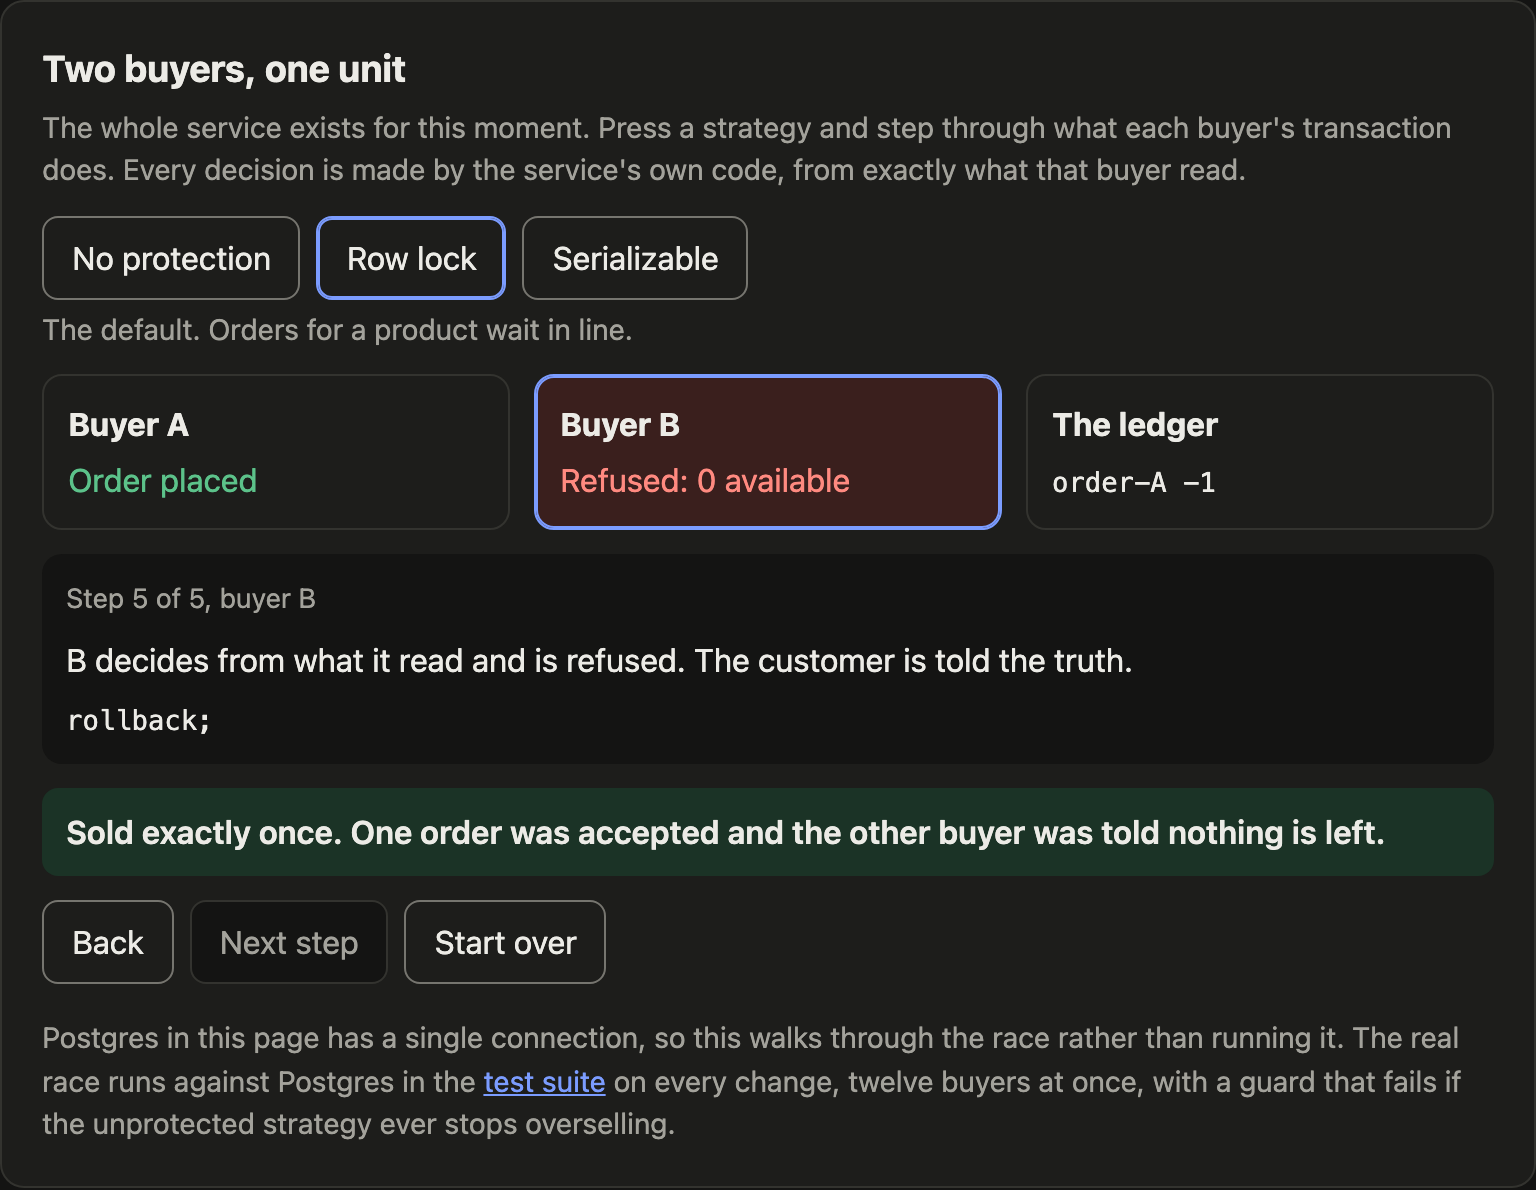 Two buyers, one unit
The whole service exists for this moment. Press a strategy and step through what each buyer's transaction
does. Every decision is made by the service's own code, from exactly what that buyer read.
No protection
Row lock
Serializable
The default. Orders for a product wait in line.
Buyer A
Order placed
Buyer B
Refused: 0 available
The ledger
order-A -1
Step 5 of 5, buyer B
B decides from what it read and is refused. The customer is told the truth.
rollback;
Sold exactly once. One order was accepted and the other buyer was told nothing is left.
Back
Next step
Start over
Postgres in this page has a single connection, so this walks through the race rather than running it. The real
race runs against Postgres in the test suite on every change, twelve buyers at once, with a guard that fails if
the unprotected strategy ever stops overselling.